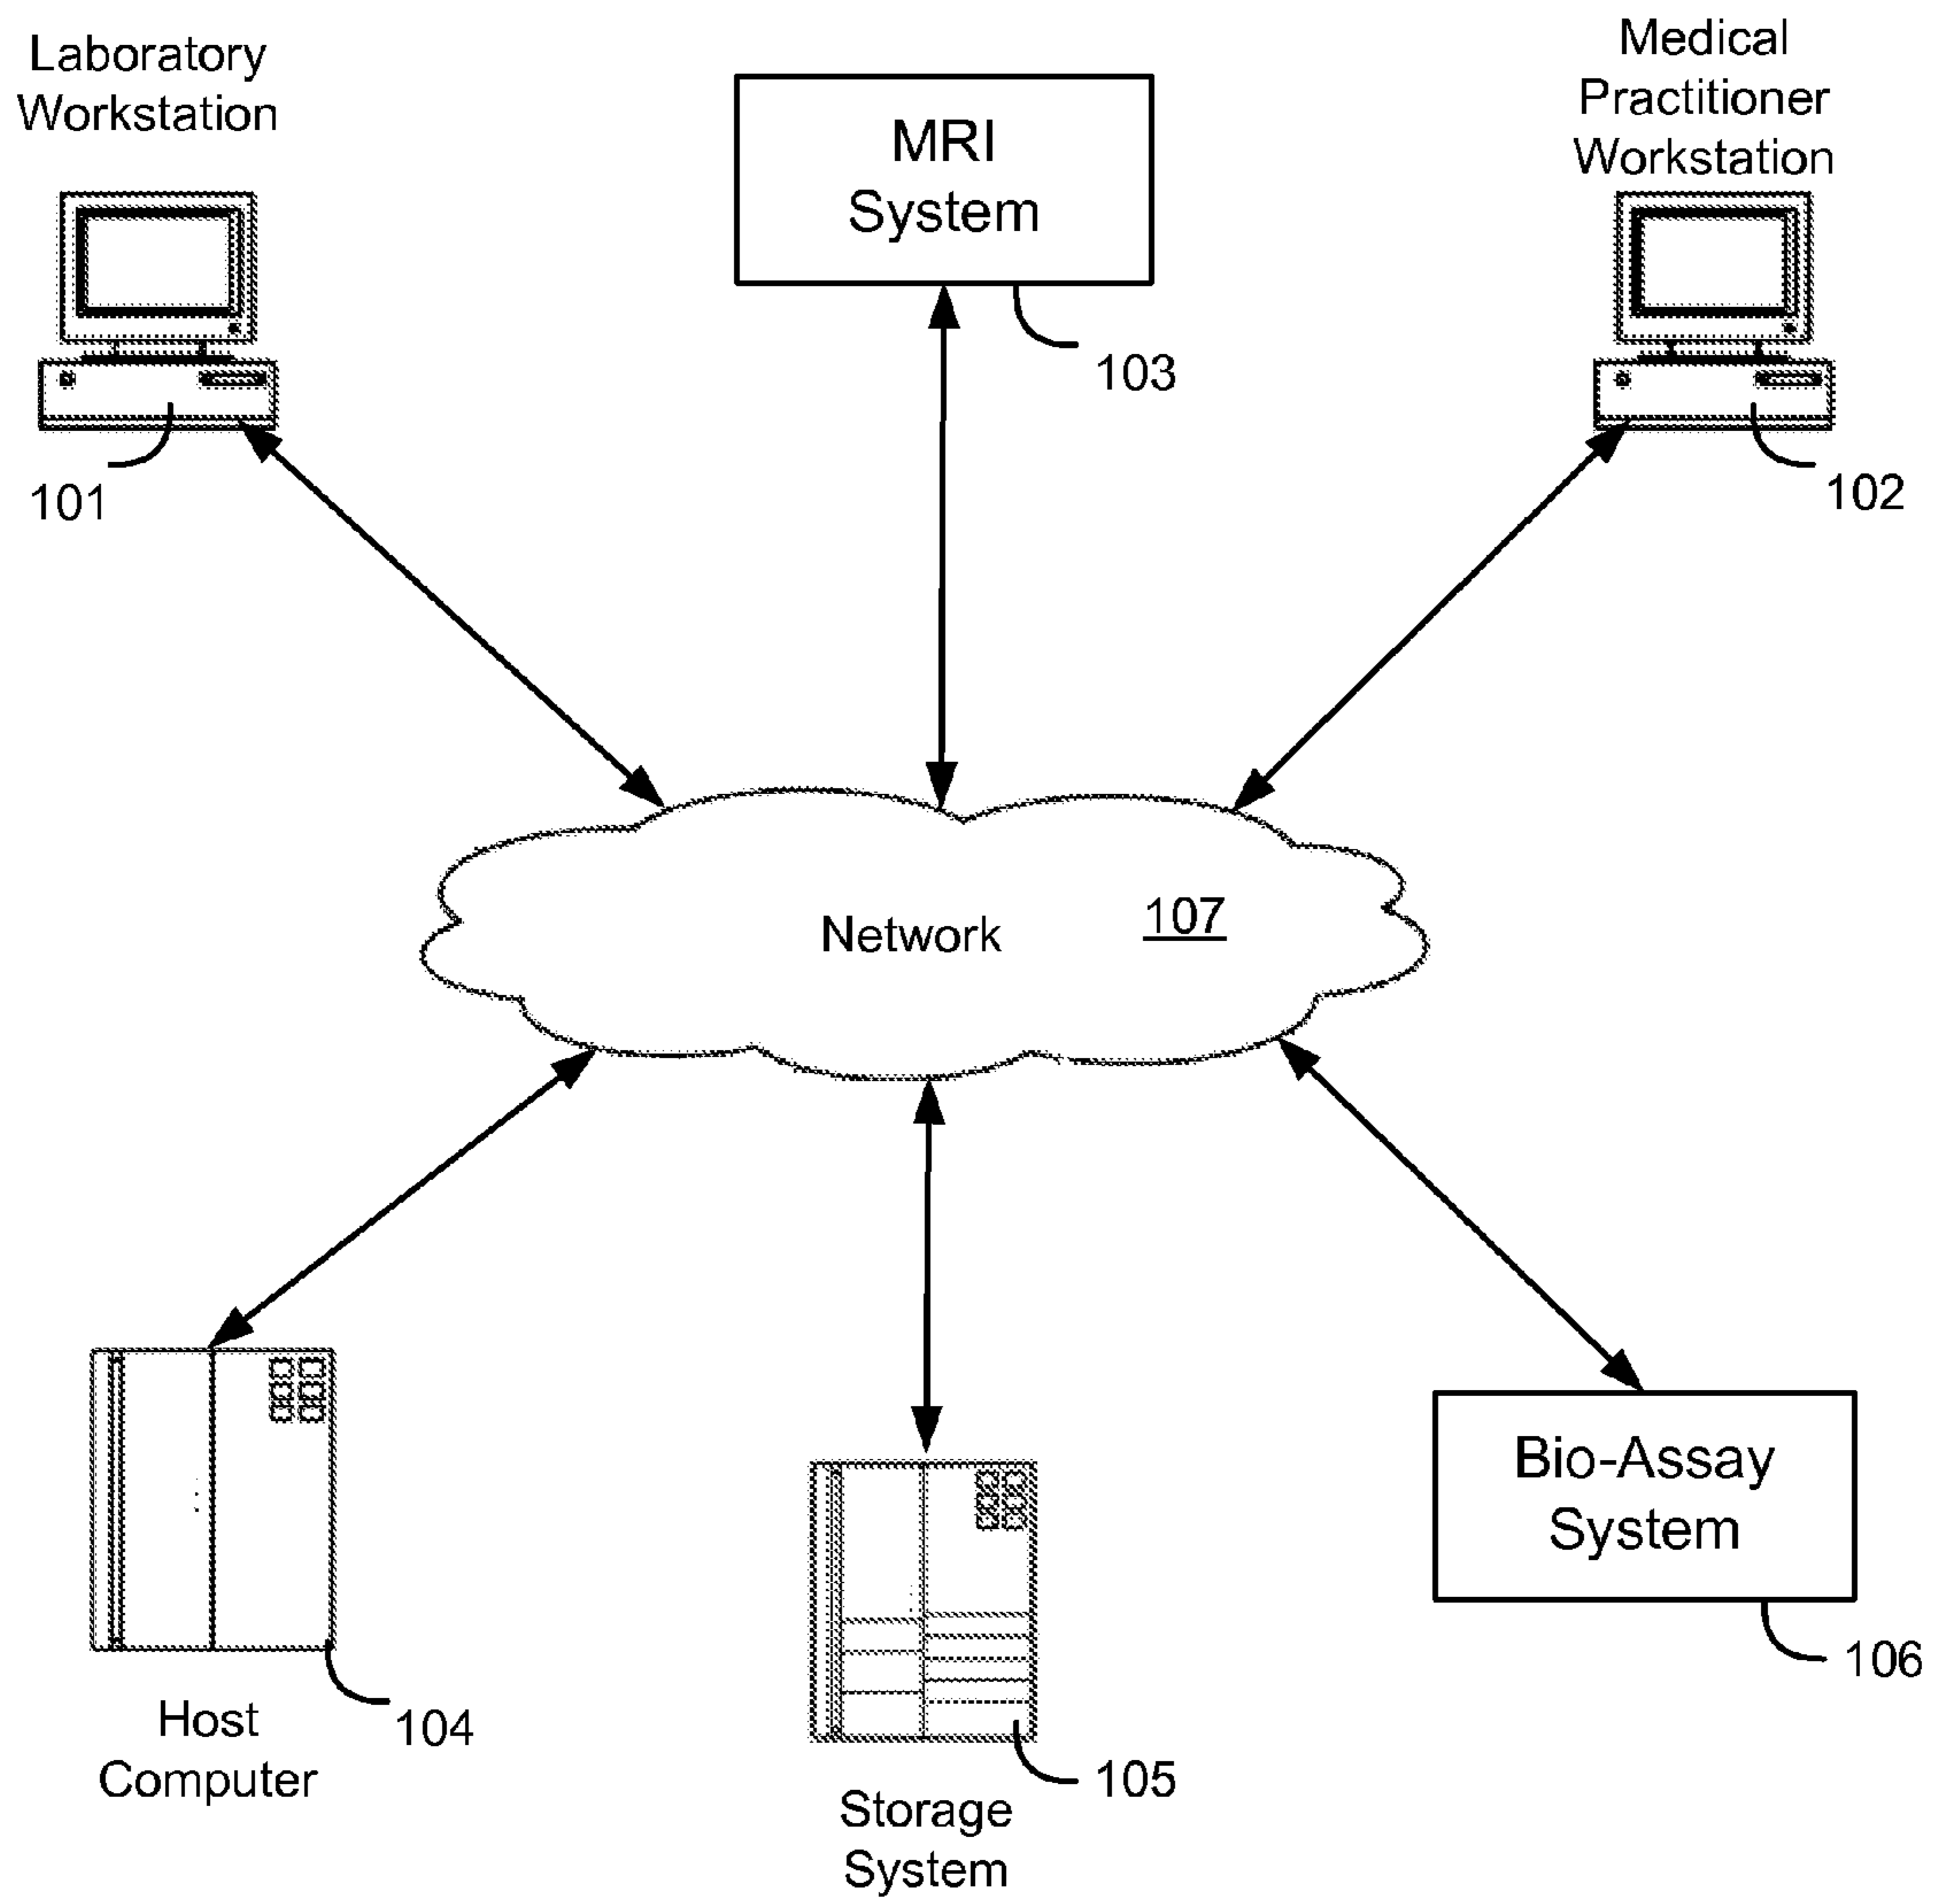 Laboratory
Workstation
101
MRI
System
103
Medical
Practitioner
Workstation
102
Network 107
Host
Computer
104
Storage
System
105
Bio-Assay
System
106